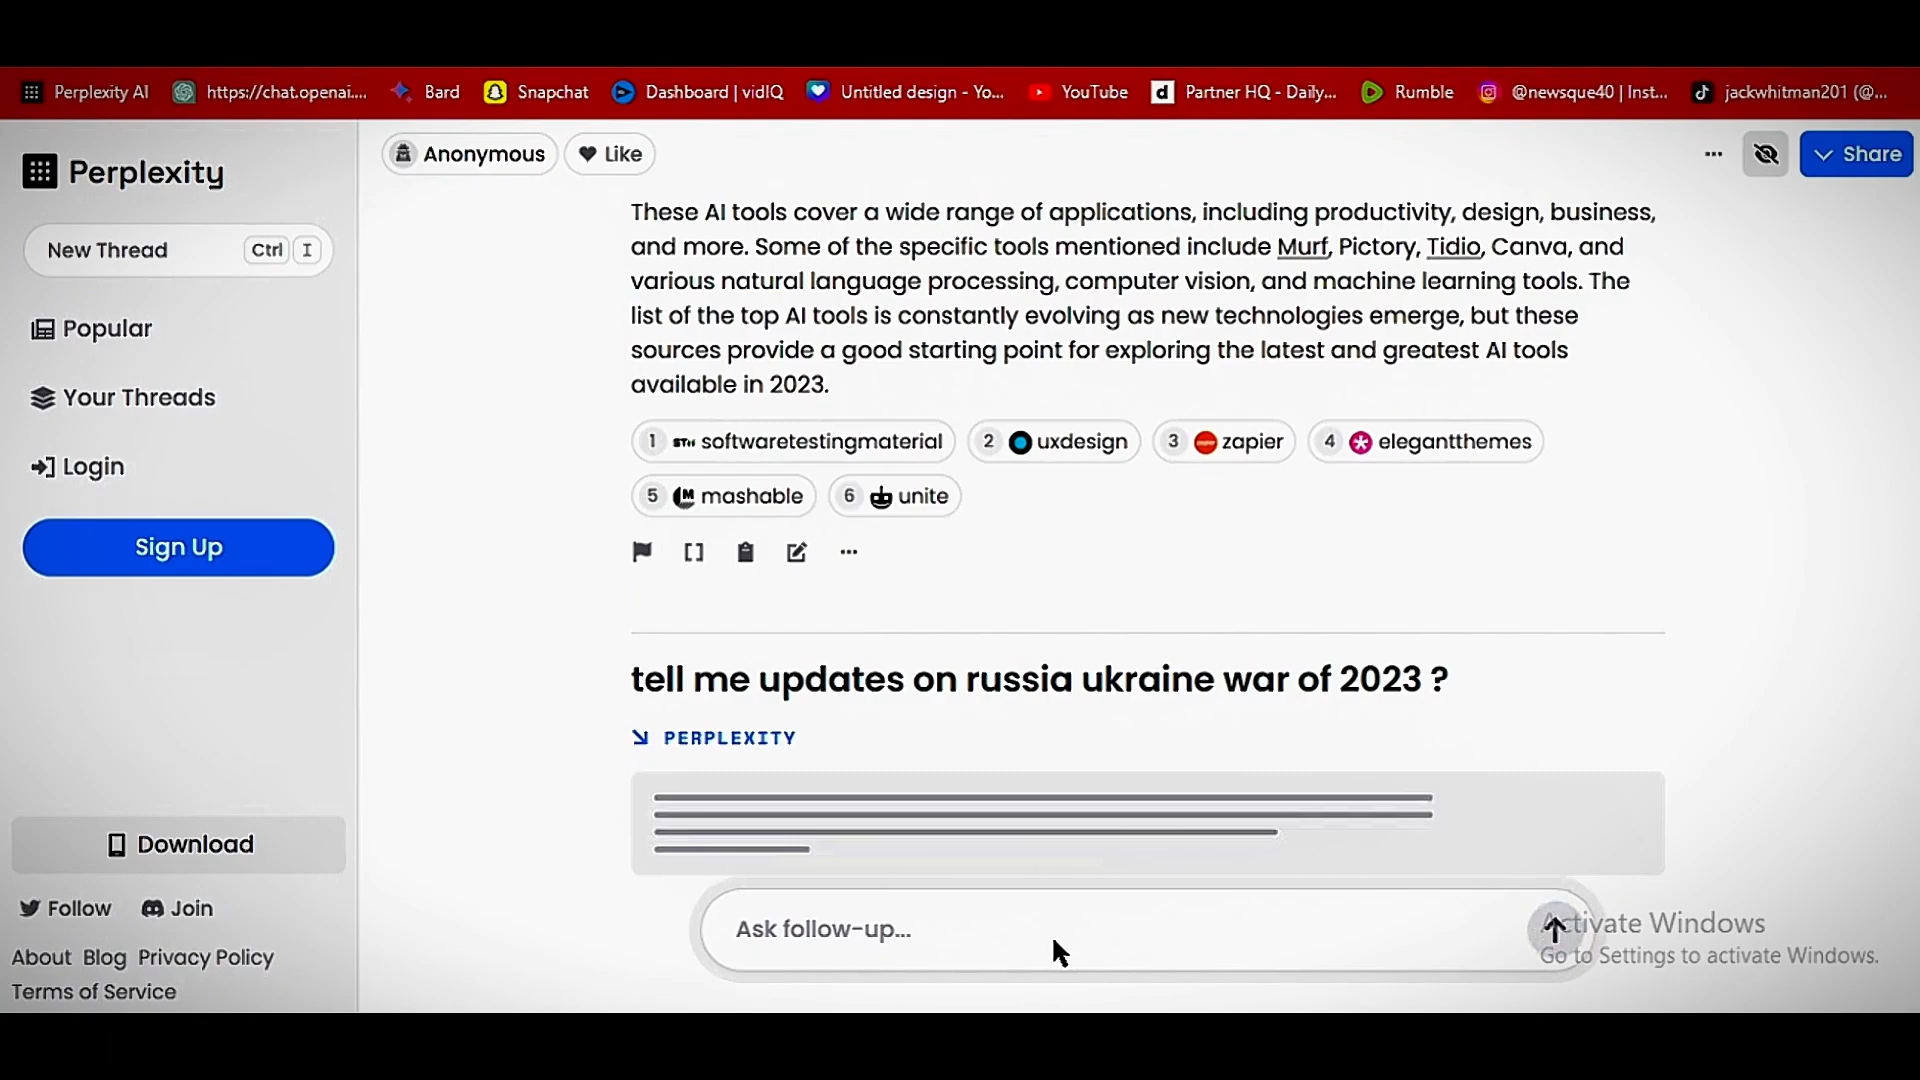 Perplexity AI https://chat.openai.... Bard Snapchat Dashboard | vidIQ Untitled design - Yo... YouTube d Partner HQ - Daily... Rumble @newsque40 | Inst... jackwhitman201 (@...
Perplexity
New Thread Ctrl I
Popular
Your Threads
Login
Sign Up
Download
Follow Join
About Blog Privacy Policy
Terms of Service
Anonymous Like
... Share
These AI tools cover a wide range of applications, including productivity, design, business,
and more. Some of the specific tools mentioned include Murf, Pictory, Tidio, Canva, and
various natural language processing, computer vision, and machine learning tools. The
list of the top AI tools is constantly evolving as new technologies emerge, but these
sources provide a good starting point for exploring the latest and greatest AI tools
available in 2023.
1 STH softwaretestingmaterial 2 uxdesign 3 zapier 4 elegantthemes
5 M mashable 6 unite
tell me updates on russia ukraine war of 2023 ?
PERPLEXITY
Ask follow-up...
Activate Windows
Go to Settings to activate Windows.